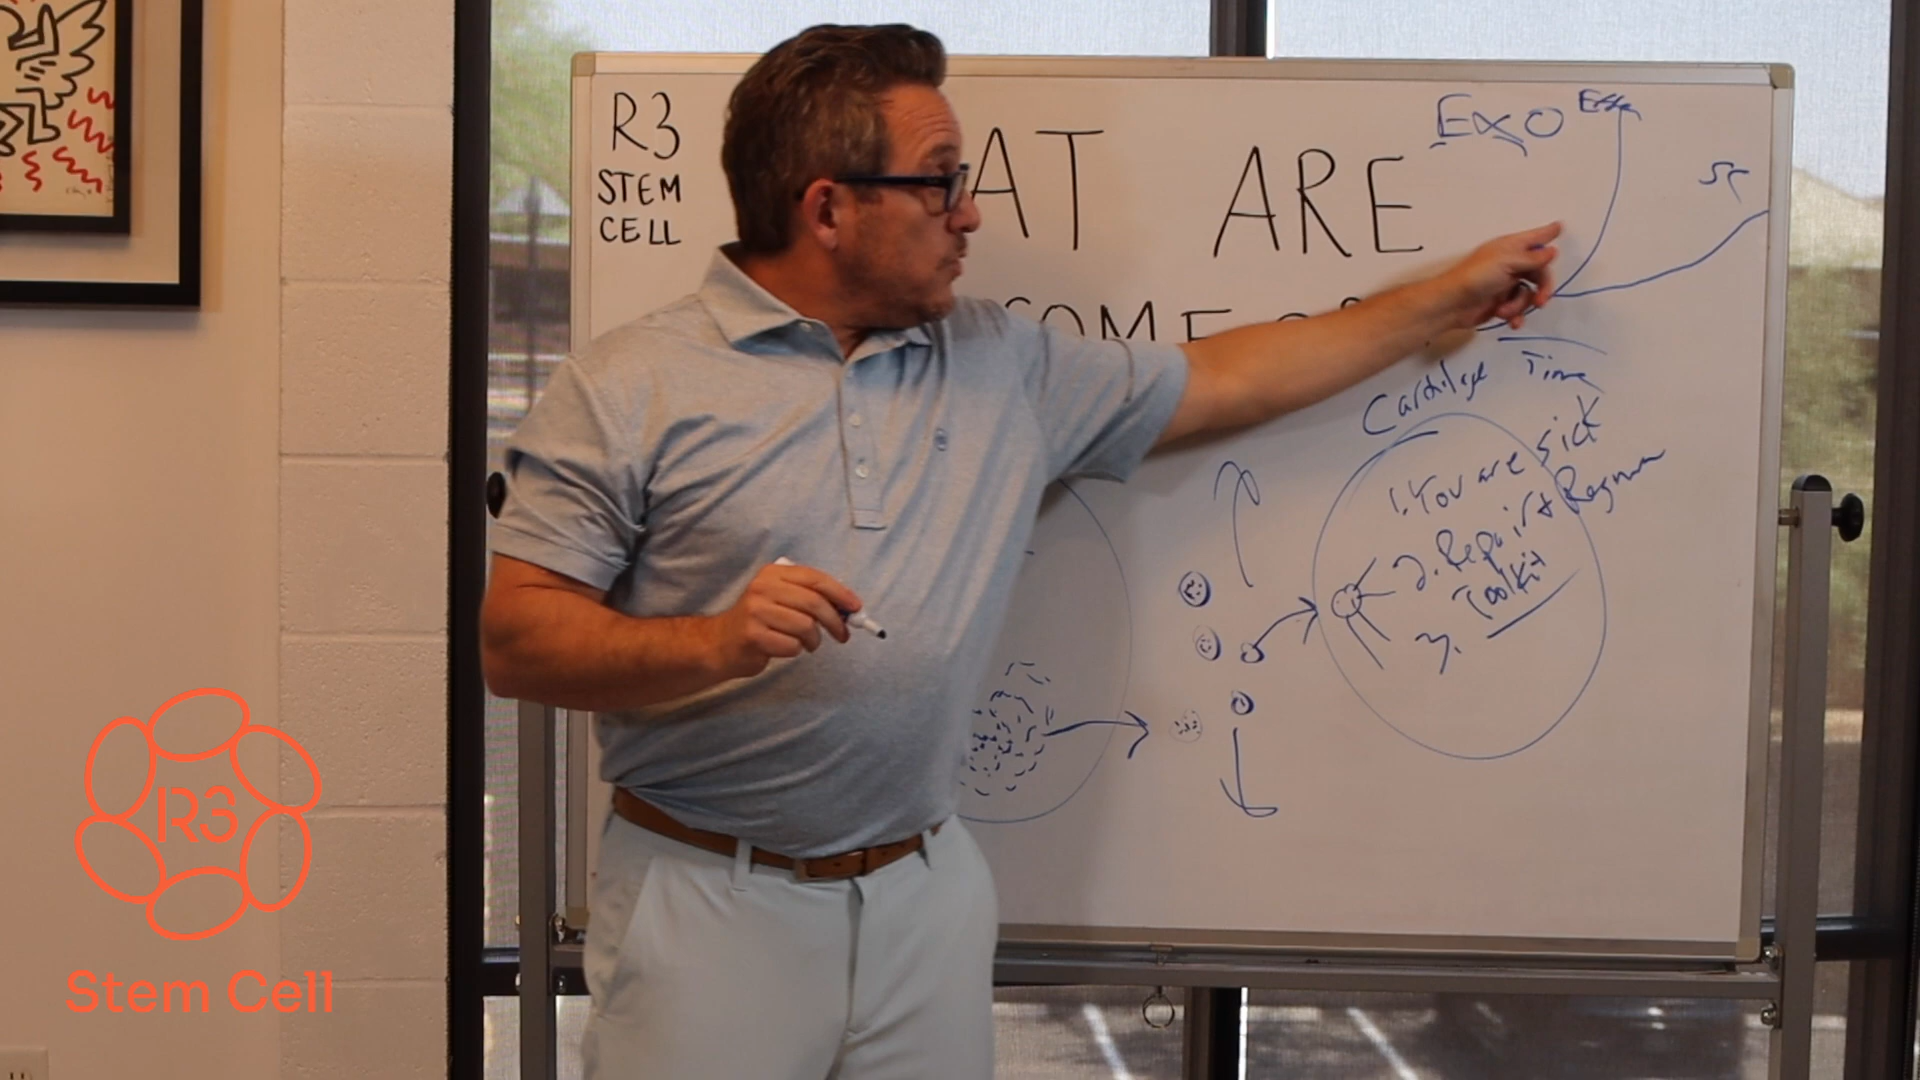 R3
STEM
CELL
AT ARE
EXO
SC
OME
Cartilage Time
1. You are sick
2. Repair &
Toolkit
3.
R3
Stem Cell